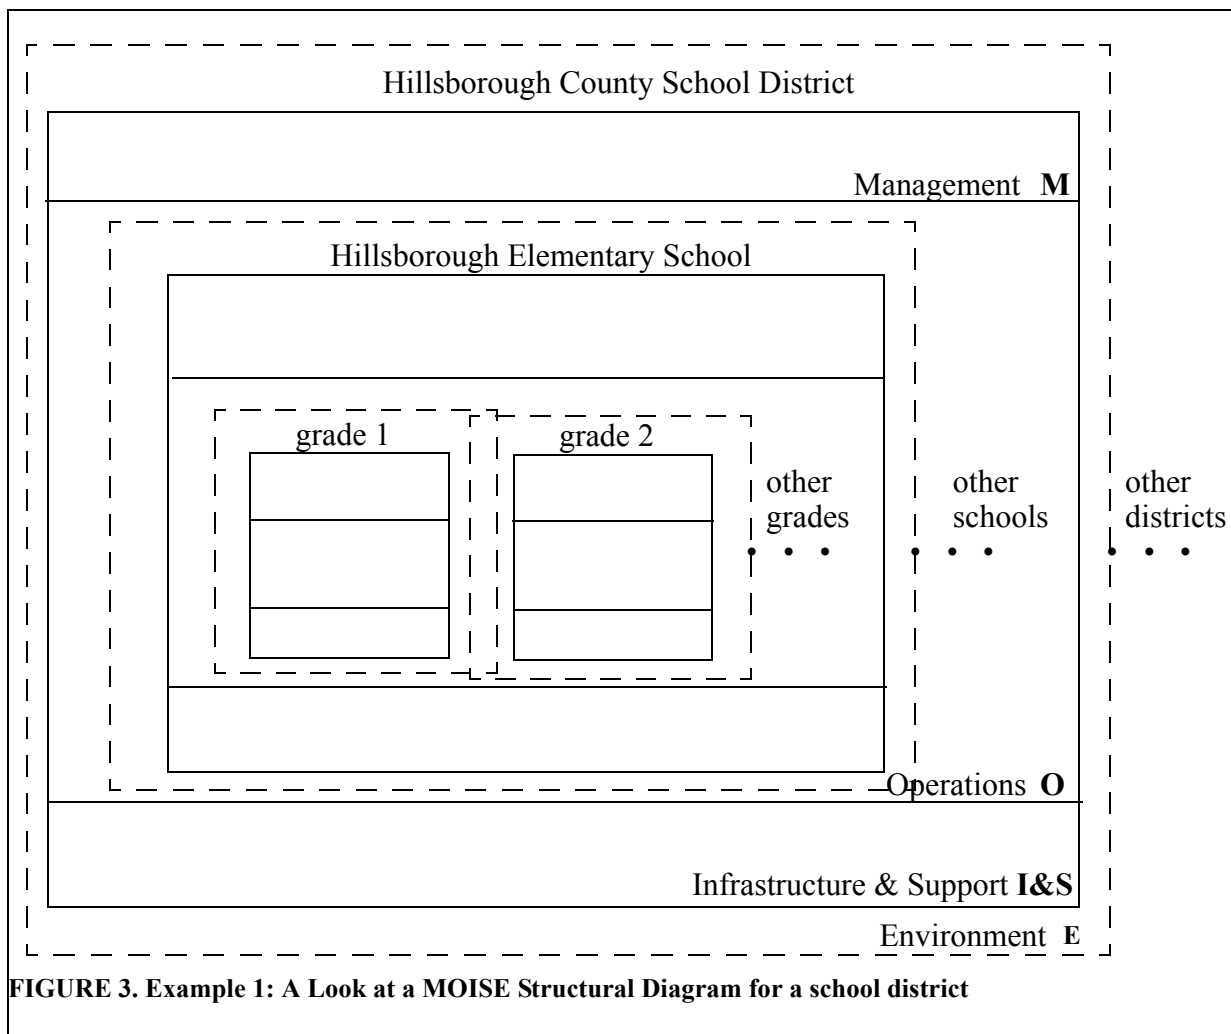 Hillsborough County School District
Management M
Hillsborough Elementary School
grade 1
grade 2
other
grades
other
schools
other
districts
Operations O
Infrastructure & Support I&S
Environment E
FIGURE 3. Example 1: A Look at a MOISE Structural Diagram for a school district